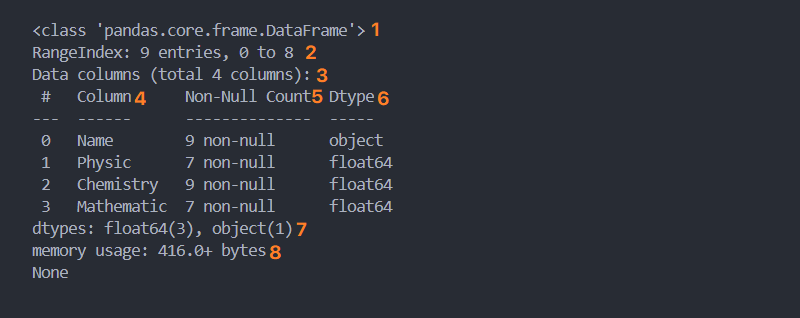 <class 'pandas.core.frame.DataFrame'> 1
RangeIndex: 9 entries, 0 to 8 2
Data columns (total 4 columns): 3
 #   Column 4    Non-Null Count 5 Dtype 6
---  ------      --------------  -----
 0   Name        9 non-null      object
 1   Physic      7 non-null      float64
 2   Chemistry   9 non-null      float64
 3   Mathematic  7 non-null      float64
dtypes: float64(3), object(1) 7
memory usage: 416.0+ bytes 8
None